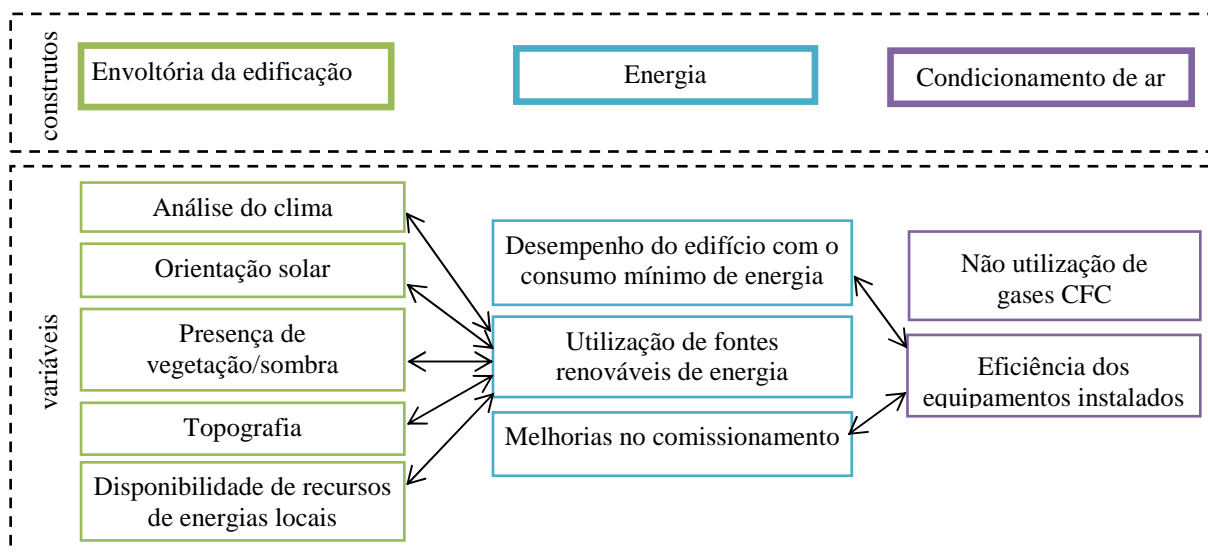 construtos
Envoltória da edificação
Energia
Condicionamento de ar
variáveis
Análise do clima
Orientação solar
Presença de
vegetação/sombra
Topografia
Disponibilidade de recursos
de energias locais
Desempenho do edifício com o
consumo mínimo de energia
Utilização de fontes
renováveis de energia
Melhorias no comissionamento
Não utilização de
gases CFC
Eficiência dos
equipamentos instalados